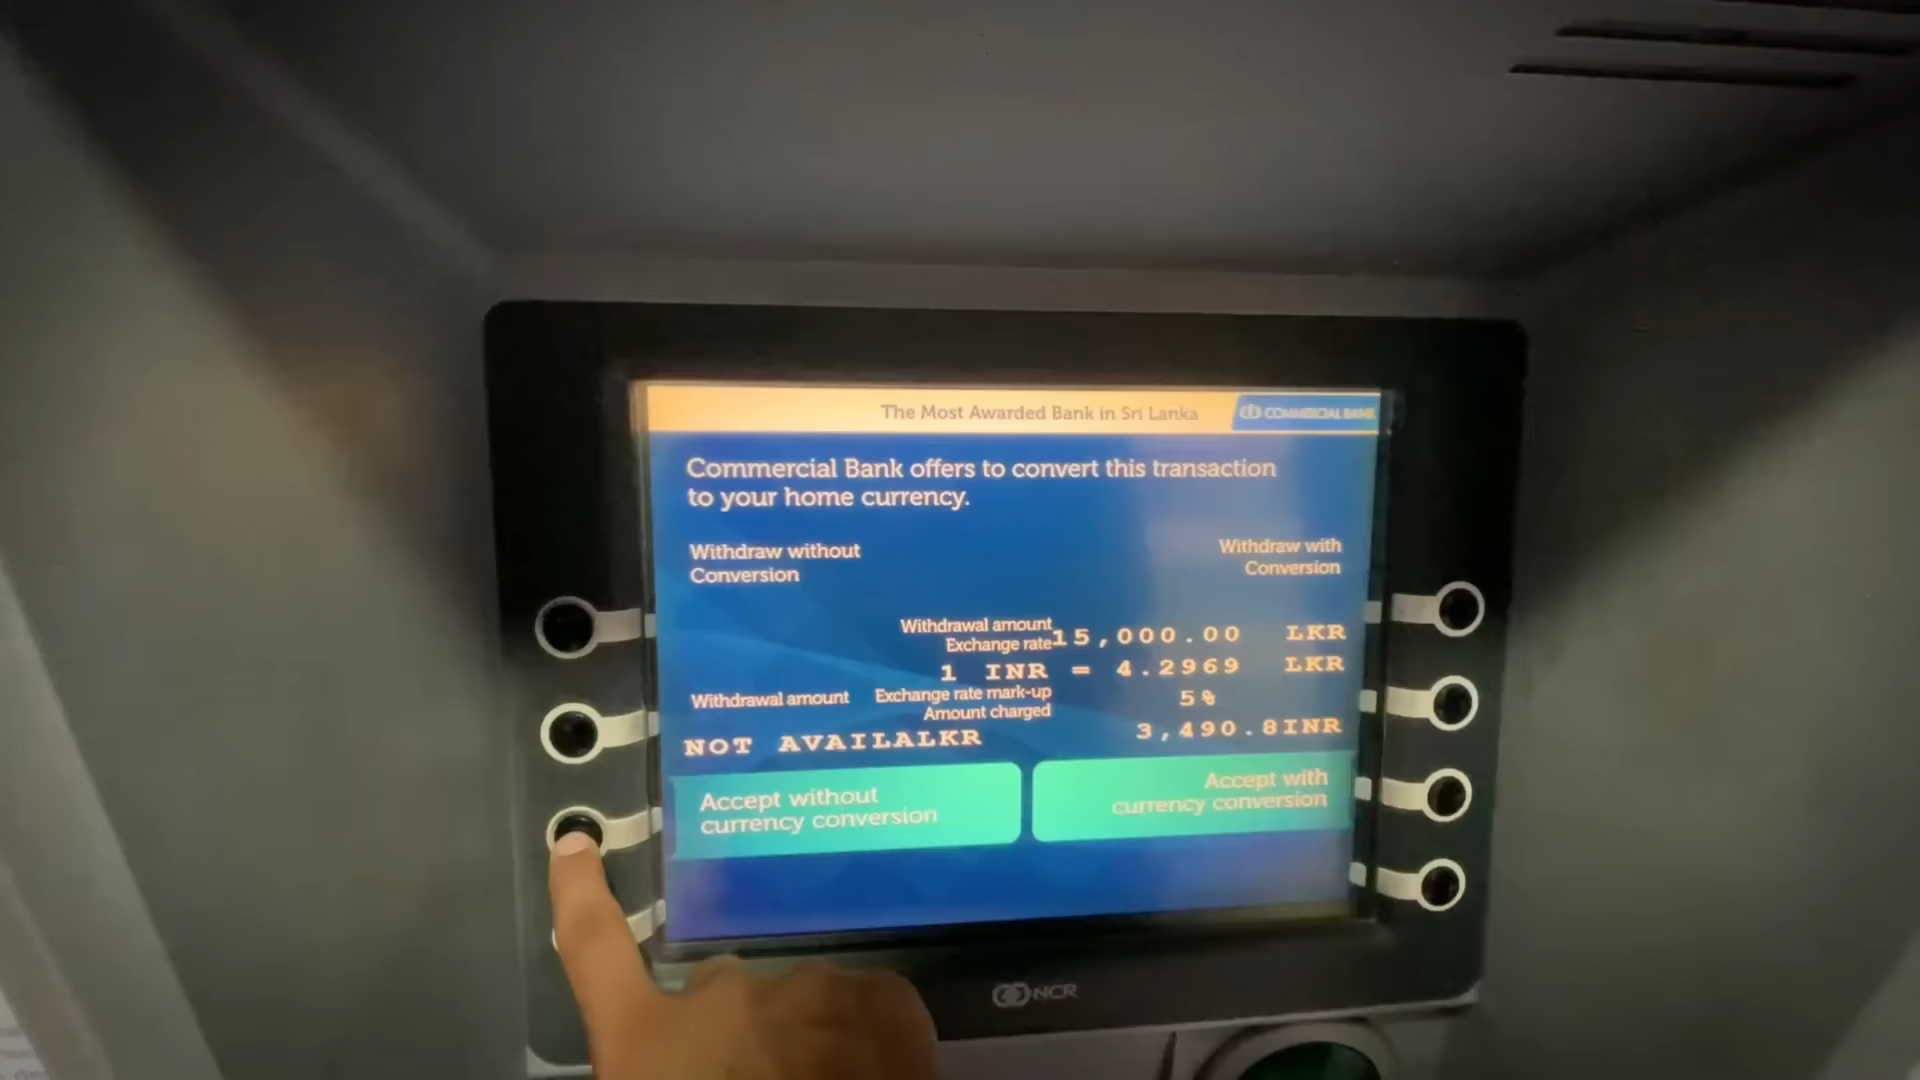 The Most Awarded Bank in Sri Lanka
COMMERCIAL BANK
Commercial Bank offers to convert this transaction
to your home currency.
Withdraw without
Conversion
Withdraw with
Conversion
Withdrawal amount
15,000.00 LKR
Exchange rate
1 INR = 4.2969 LKR
Withdrawal amount
Exchange rate mark-up
5%
Amount charged
3,490.8INR
NOT AVAILALKR
Accept without
currency conversion
Accept with
currency conversion
NCR